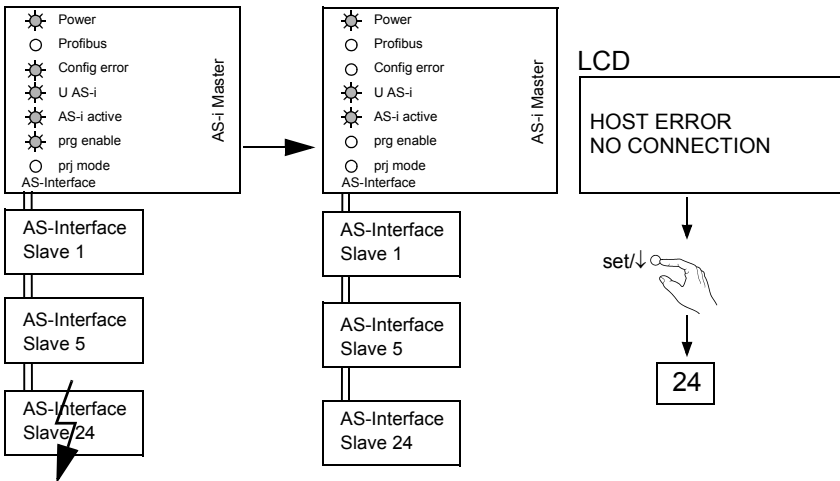 Power
Profibus
Config error
U AS-i
AS-i active
prg enable
prj mode
AS-Interface
AS-i Master
AS-Interface
Slave 1
AS-Interface
Slave 5
AS-Interface
Slave 24
Power
Profibus
Config error
U AS-i
AS-i active
prg enable
prj mode
AS-Interface
AS-i Master
AS-Interface
Slave 1
AS-Interface
Slave 5
AS-Interface
Slave 24
LCD
HOST ERROR
NO CONNECTION
set/↓
24